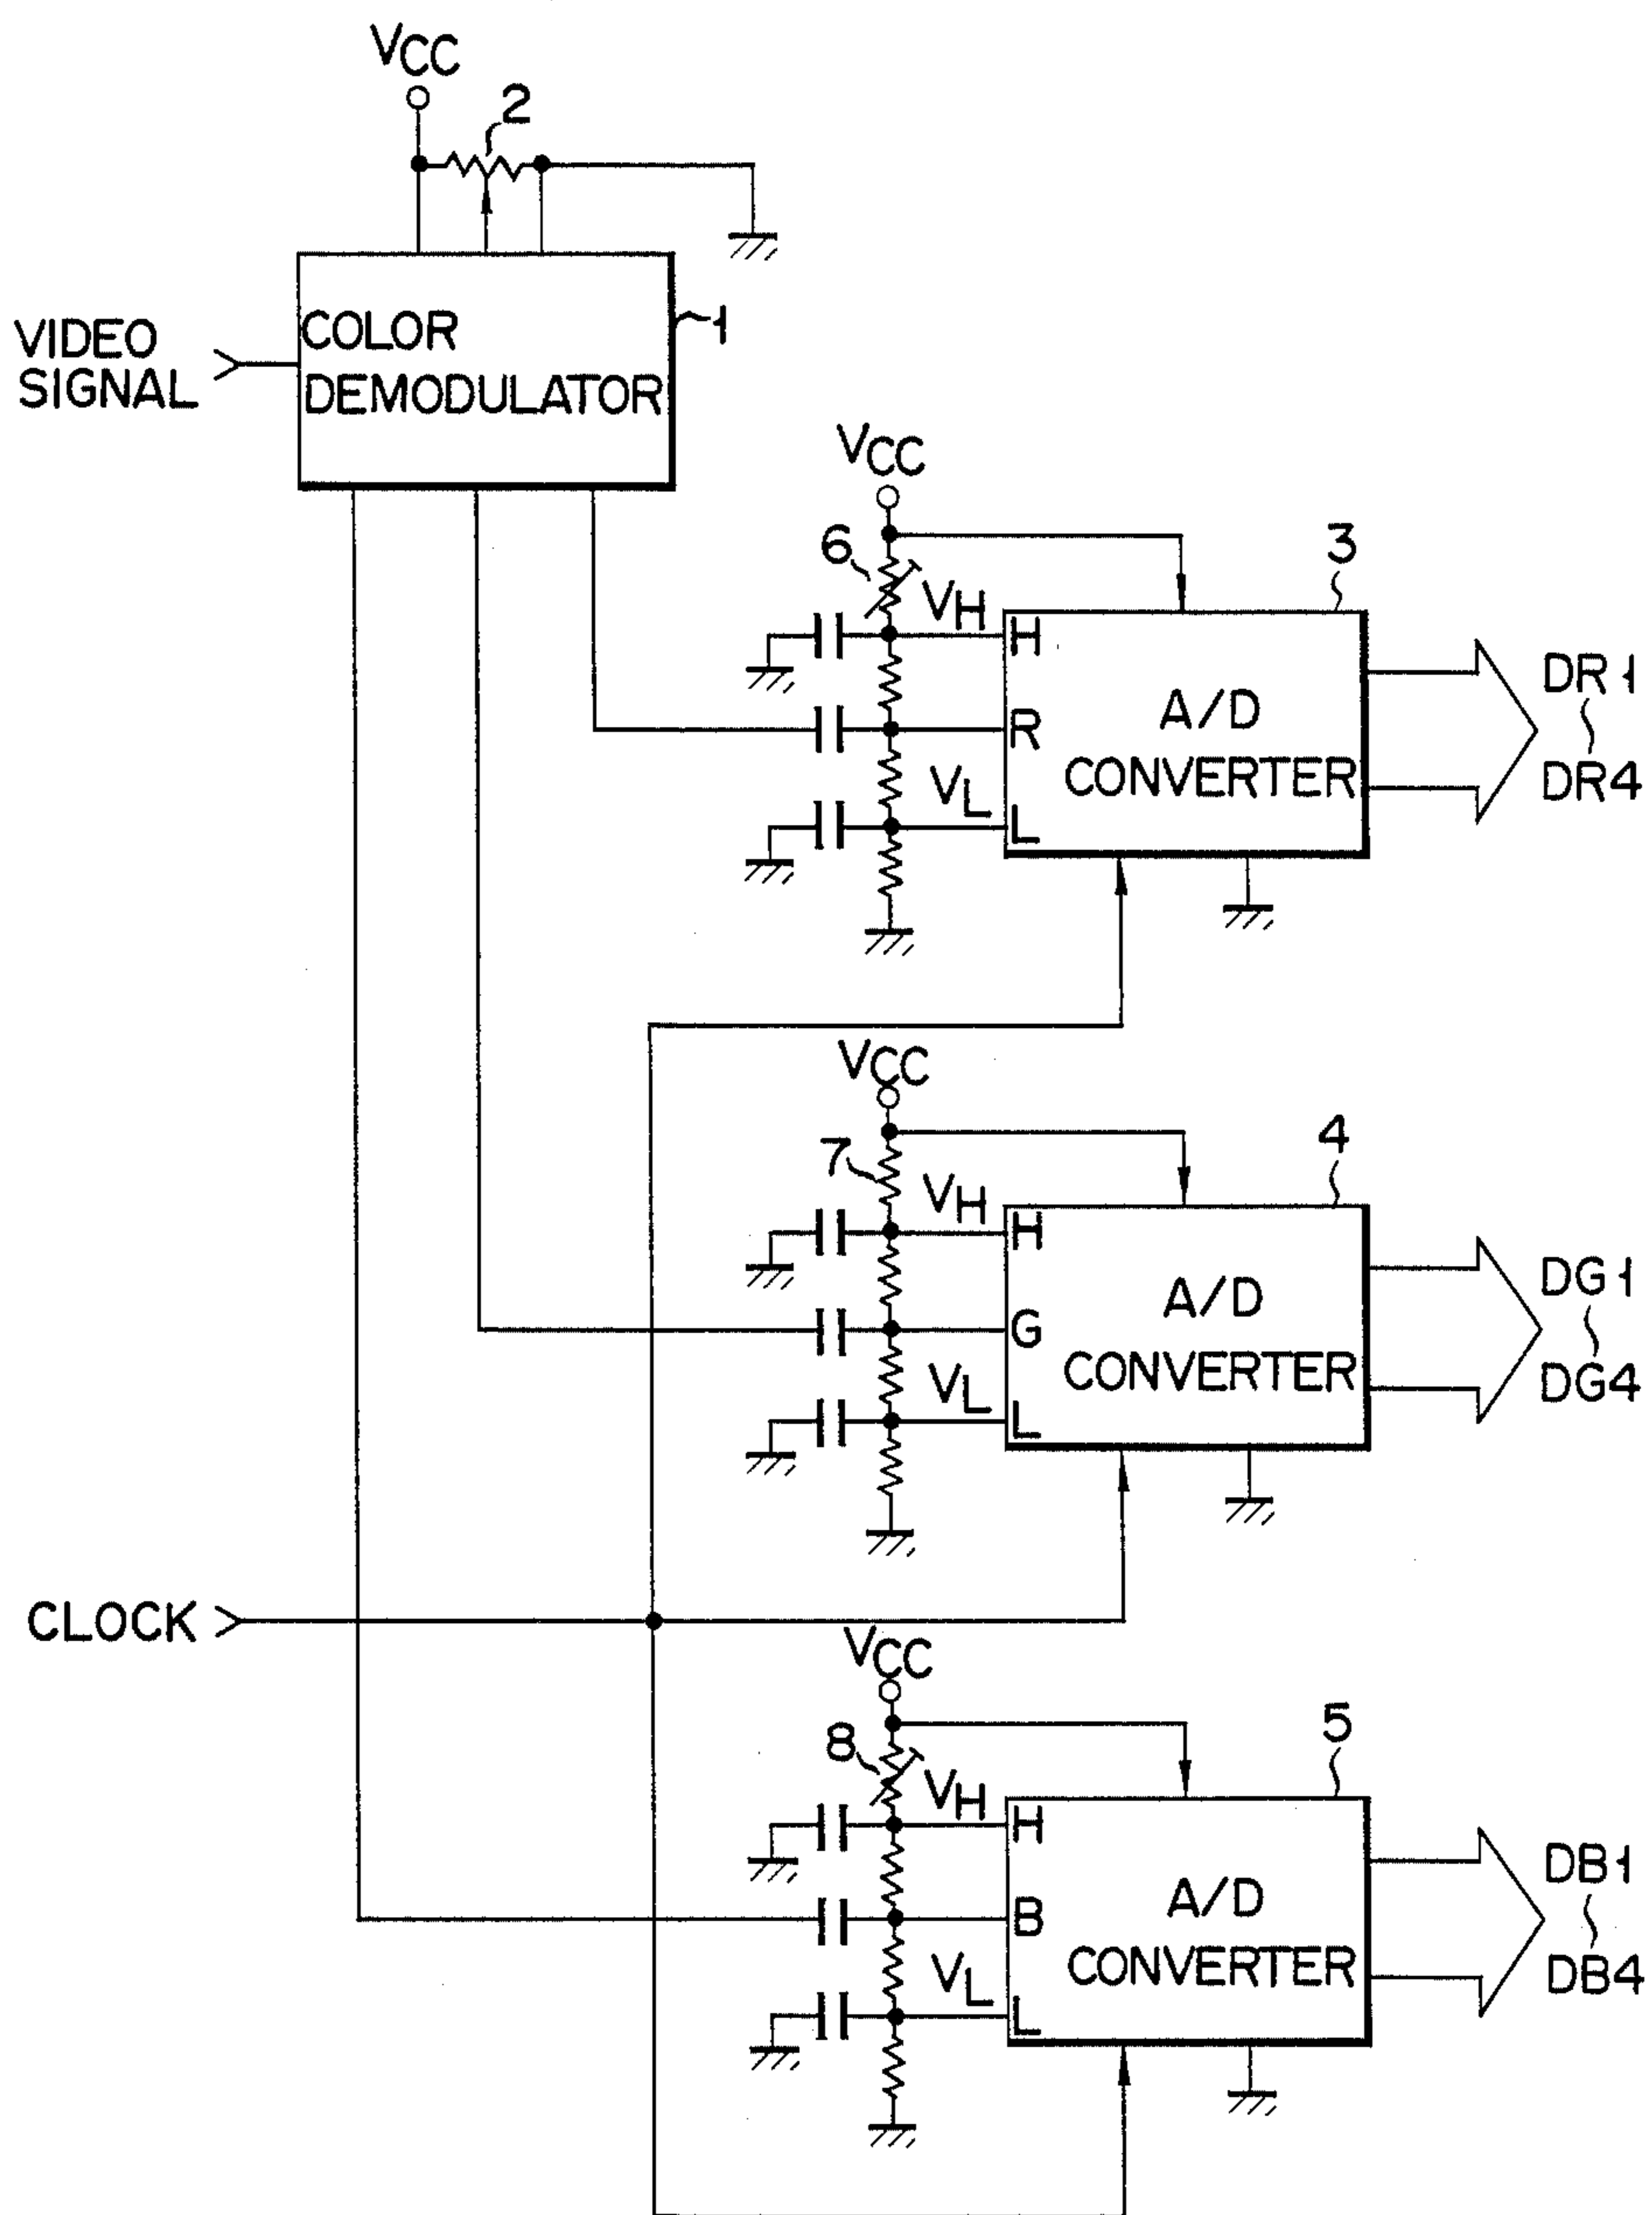 VCC
2
VIDEO
SIGNAL
COLOR
DEMODULATOR
1
VCC
6
VH
H
3
R
A/D
CONVERTER
VL
L
DR1
DR4
VCC
7
VH
H
4
G
A/D
CONVERTER
VL
L
DG1
DG4
CLOCK
VCC
8
VH
H
5
B
A/D
CONVERTER
VL
L
DB1
DB4